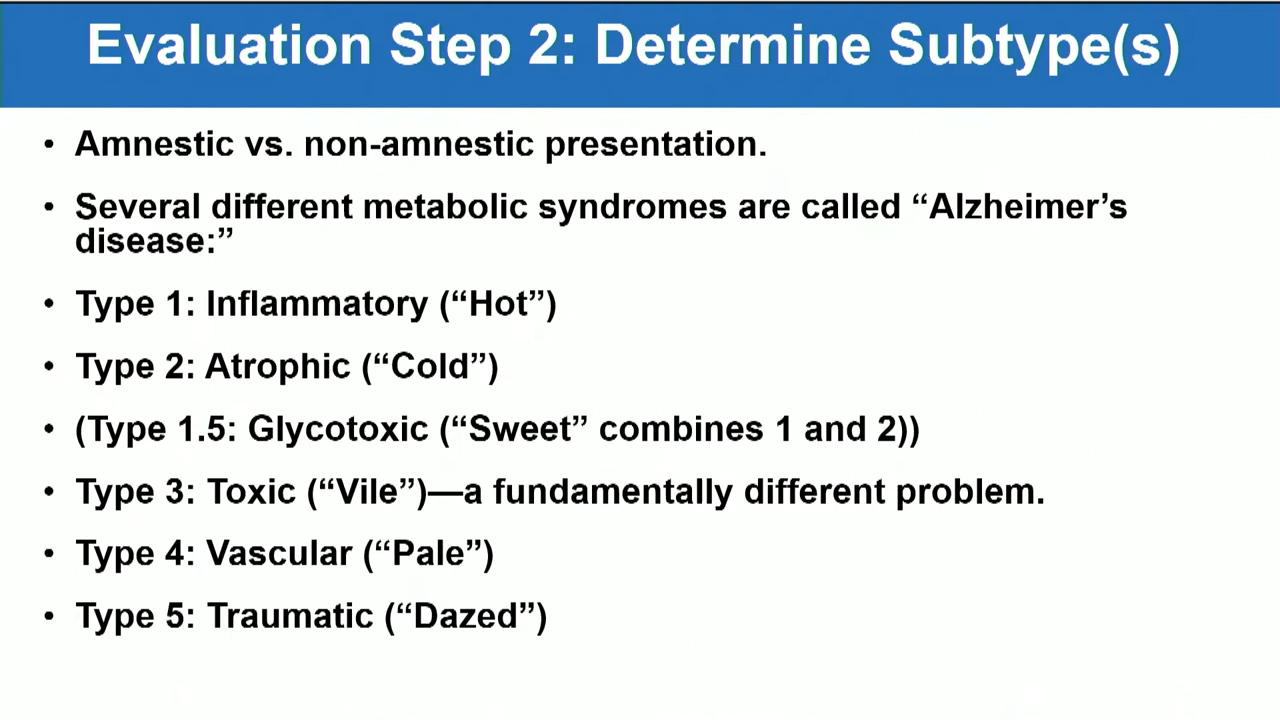 Evaluation Step 2: Determine Subtype(s)
• Amnestic vs. non-amnestic presentation.
• Several different metabolic syndromes are called “Alzheimer’s
disease:”
• Type 1: Inflammatory (“Hot”)
• Type 2: Atrophic (“Cold”)
• (Type 1.5: Glycotoxic (“Sweet” combines 1 and 2))
• Type 3: Toxic (“Vile”)—a fundamentally different problem.
• Type 4: Vascular (“Pale”)
• Type 5: Traumatic (“Dazed”)